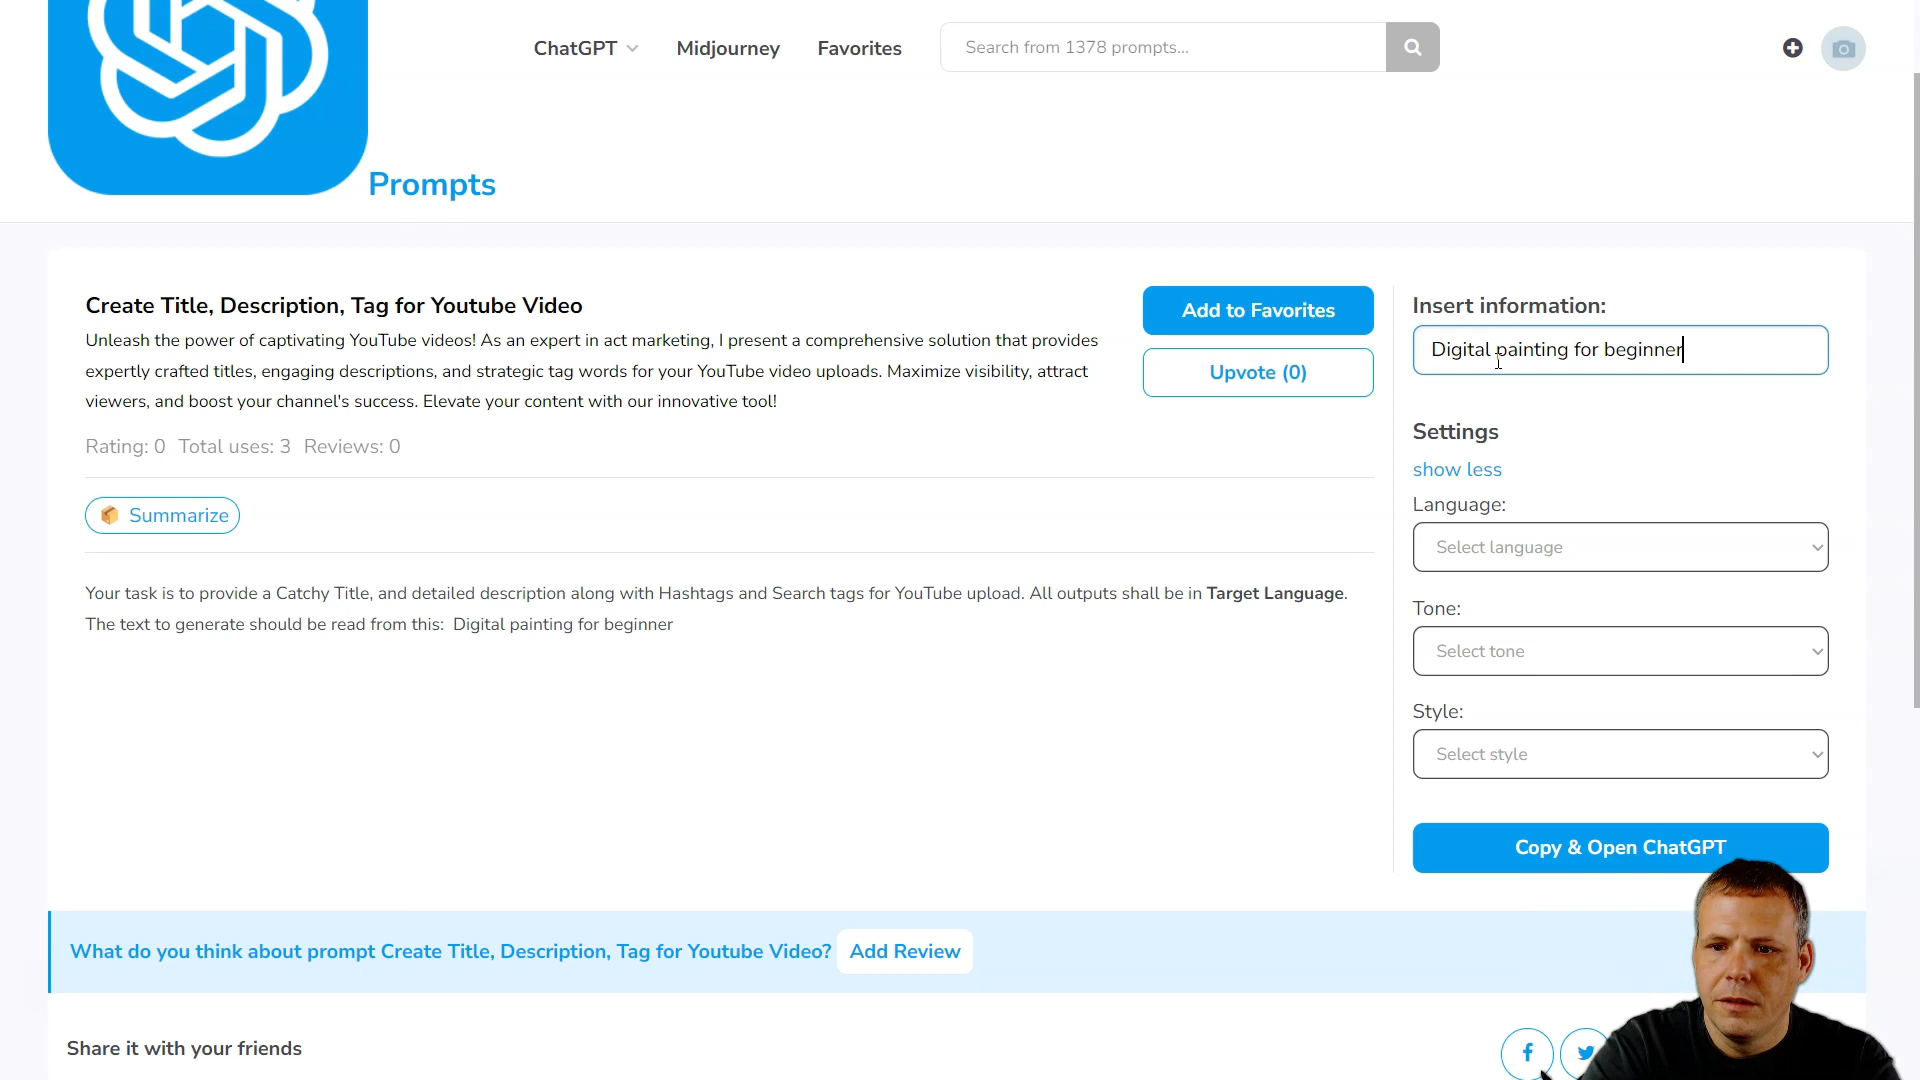 ChatGPT Midjourney Favorites Search from 1378 prompts...
Prompts
Create Title, Description, Tag for Youtube Video
Unleash the power of captivating YouTube videos! As an expert in act marketing, I present a comprehensive solution that provides
expertly crafted titles, engaging descriptions, and strategic tag words for your YouTube video uploads. Maximize visibility, attract
viewers, and boost your channel's success. Elevate your content with our innovative tool!
Rating: 0 Total uses: 3 Reviews: 0
Add to Favorites
Upvote (0)
Summarize
Your task is to provide a Catchy Title, and detailed description along with Hashtags and Search tags for YouTube upload. All outputs shall be in Target Language.
The text to generate should be read from this: Digital painting for beginner
Insert information:
Digital painting for beginner
Settings
show less
Language:
Select language
Tone:
Select tone
Style:
Select style
Copy & Open ChatGPT
What do you think about prompt Create Title, Description, Tag for Youtube Video? Add Review
Share it with your friends